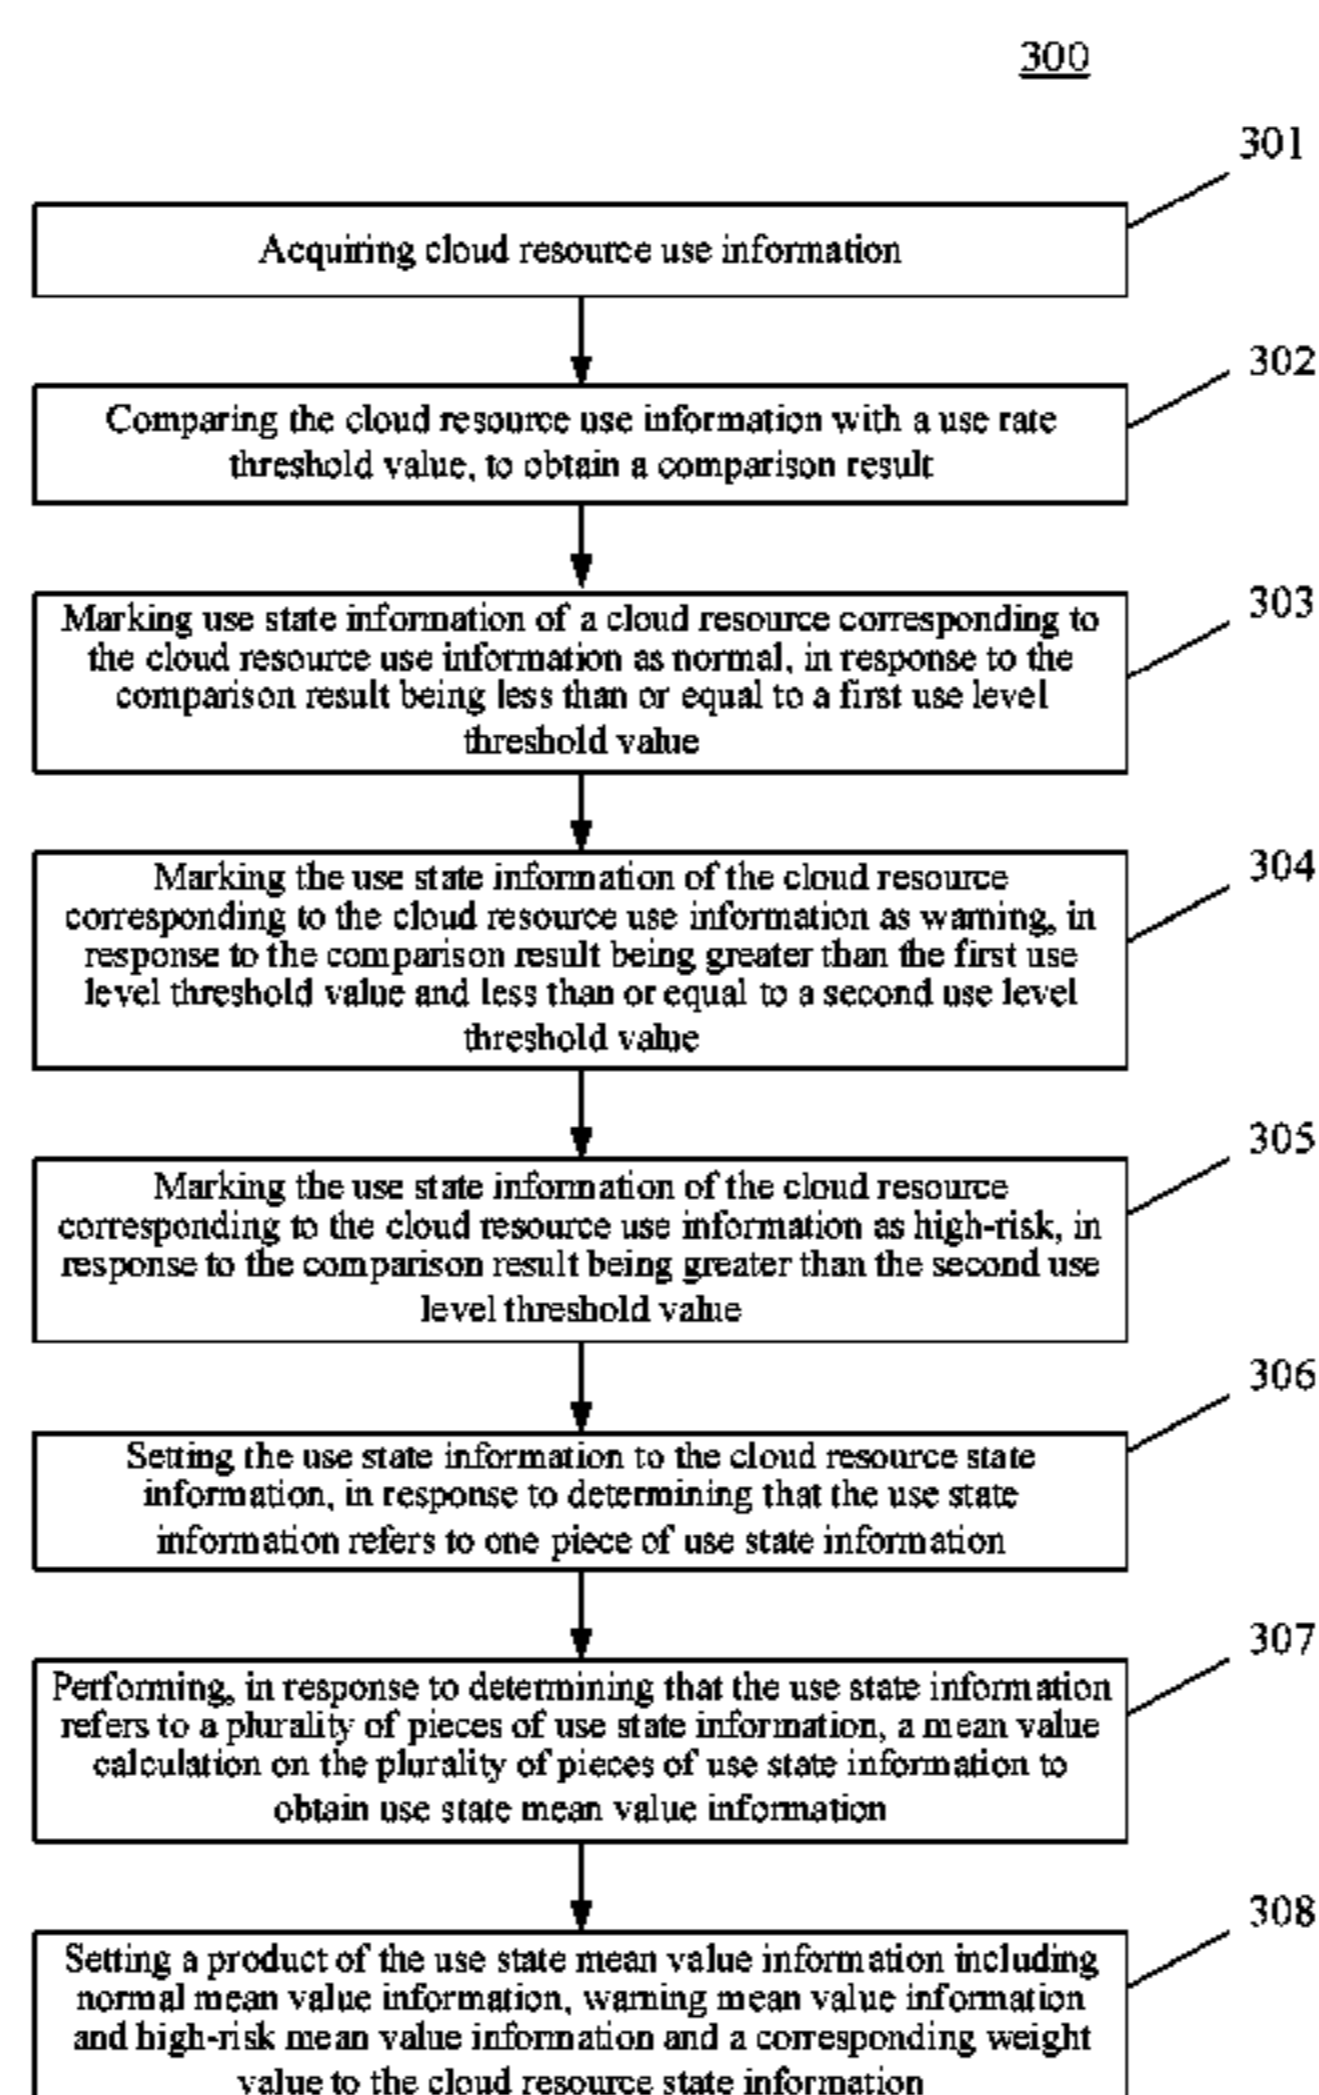 300
301
Acquiring cloud resource use information
302
Comparing the cloud resource use information with a use rate
threshold value, to obtain a comparison result
303
Marking use state information of a cloud resource corresponding to
the cloud resource use information as normal, in response to the
comparison result being less than or equal to a first use level
threshold value
304
Marking the use state information of the cloud resource
corresponding to the cloud resource use information as warning, in
response to the comparison result being greater than the first use
level threshold value and less than or equal to a second use level
threshold value
305
Marking the use state information of the cloud resource
corresponding to the cloud resource use information as high-risk, in
response to the comparison result being greater than the second use
level threshold value
306
Setting the use state information to the cloud resource state
information, in response to determining that the use state
information refers to one piece of use state information
307
Performing, in response to determining that the use state information
refers to a plurality of pieces of use state information, a mean value
calculation on the plurality of pieces of use state information to
obtain use state mean value information
308
Setting a product of the use state mean value information including
normal mean value information, warning mean value information
and high-risk mean value information and a corresponding weight
value to the cloud resource state information